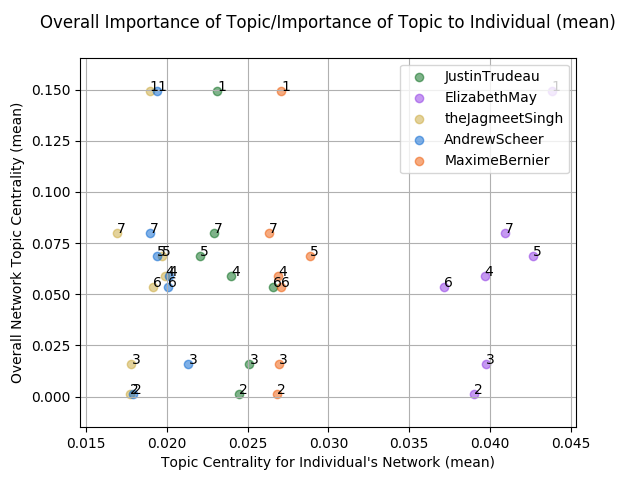 Overall Importance of Topic/Importance of Topic to Individual (mean)
JustinTrudeau
ElizabethMay
theJagmeetSingh
AndrewScheer
MaximeBernier
1 1 1 1 1
7 7 7 7 7
5 5 5 5 5
4 4 4 4 4
6 6 6 6 6
3 3 3 3 3
2 2 2 2 2
0.150
0.125
0.100
0.075
0.050
0.025
0.000
Overall Network Topic Centrality (mean)
0.015 0.020 0.025 0.030 0.035 0.040 0.045
Topic Centrality for Individual's Network (mean)